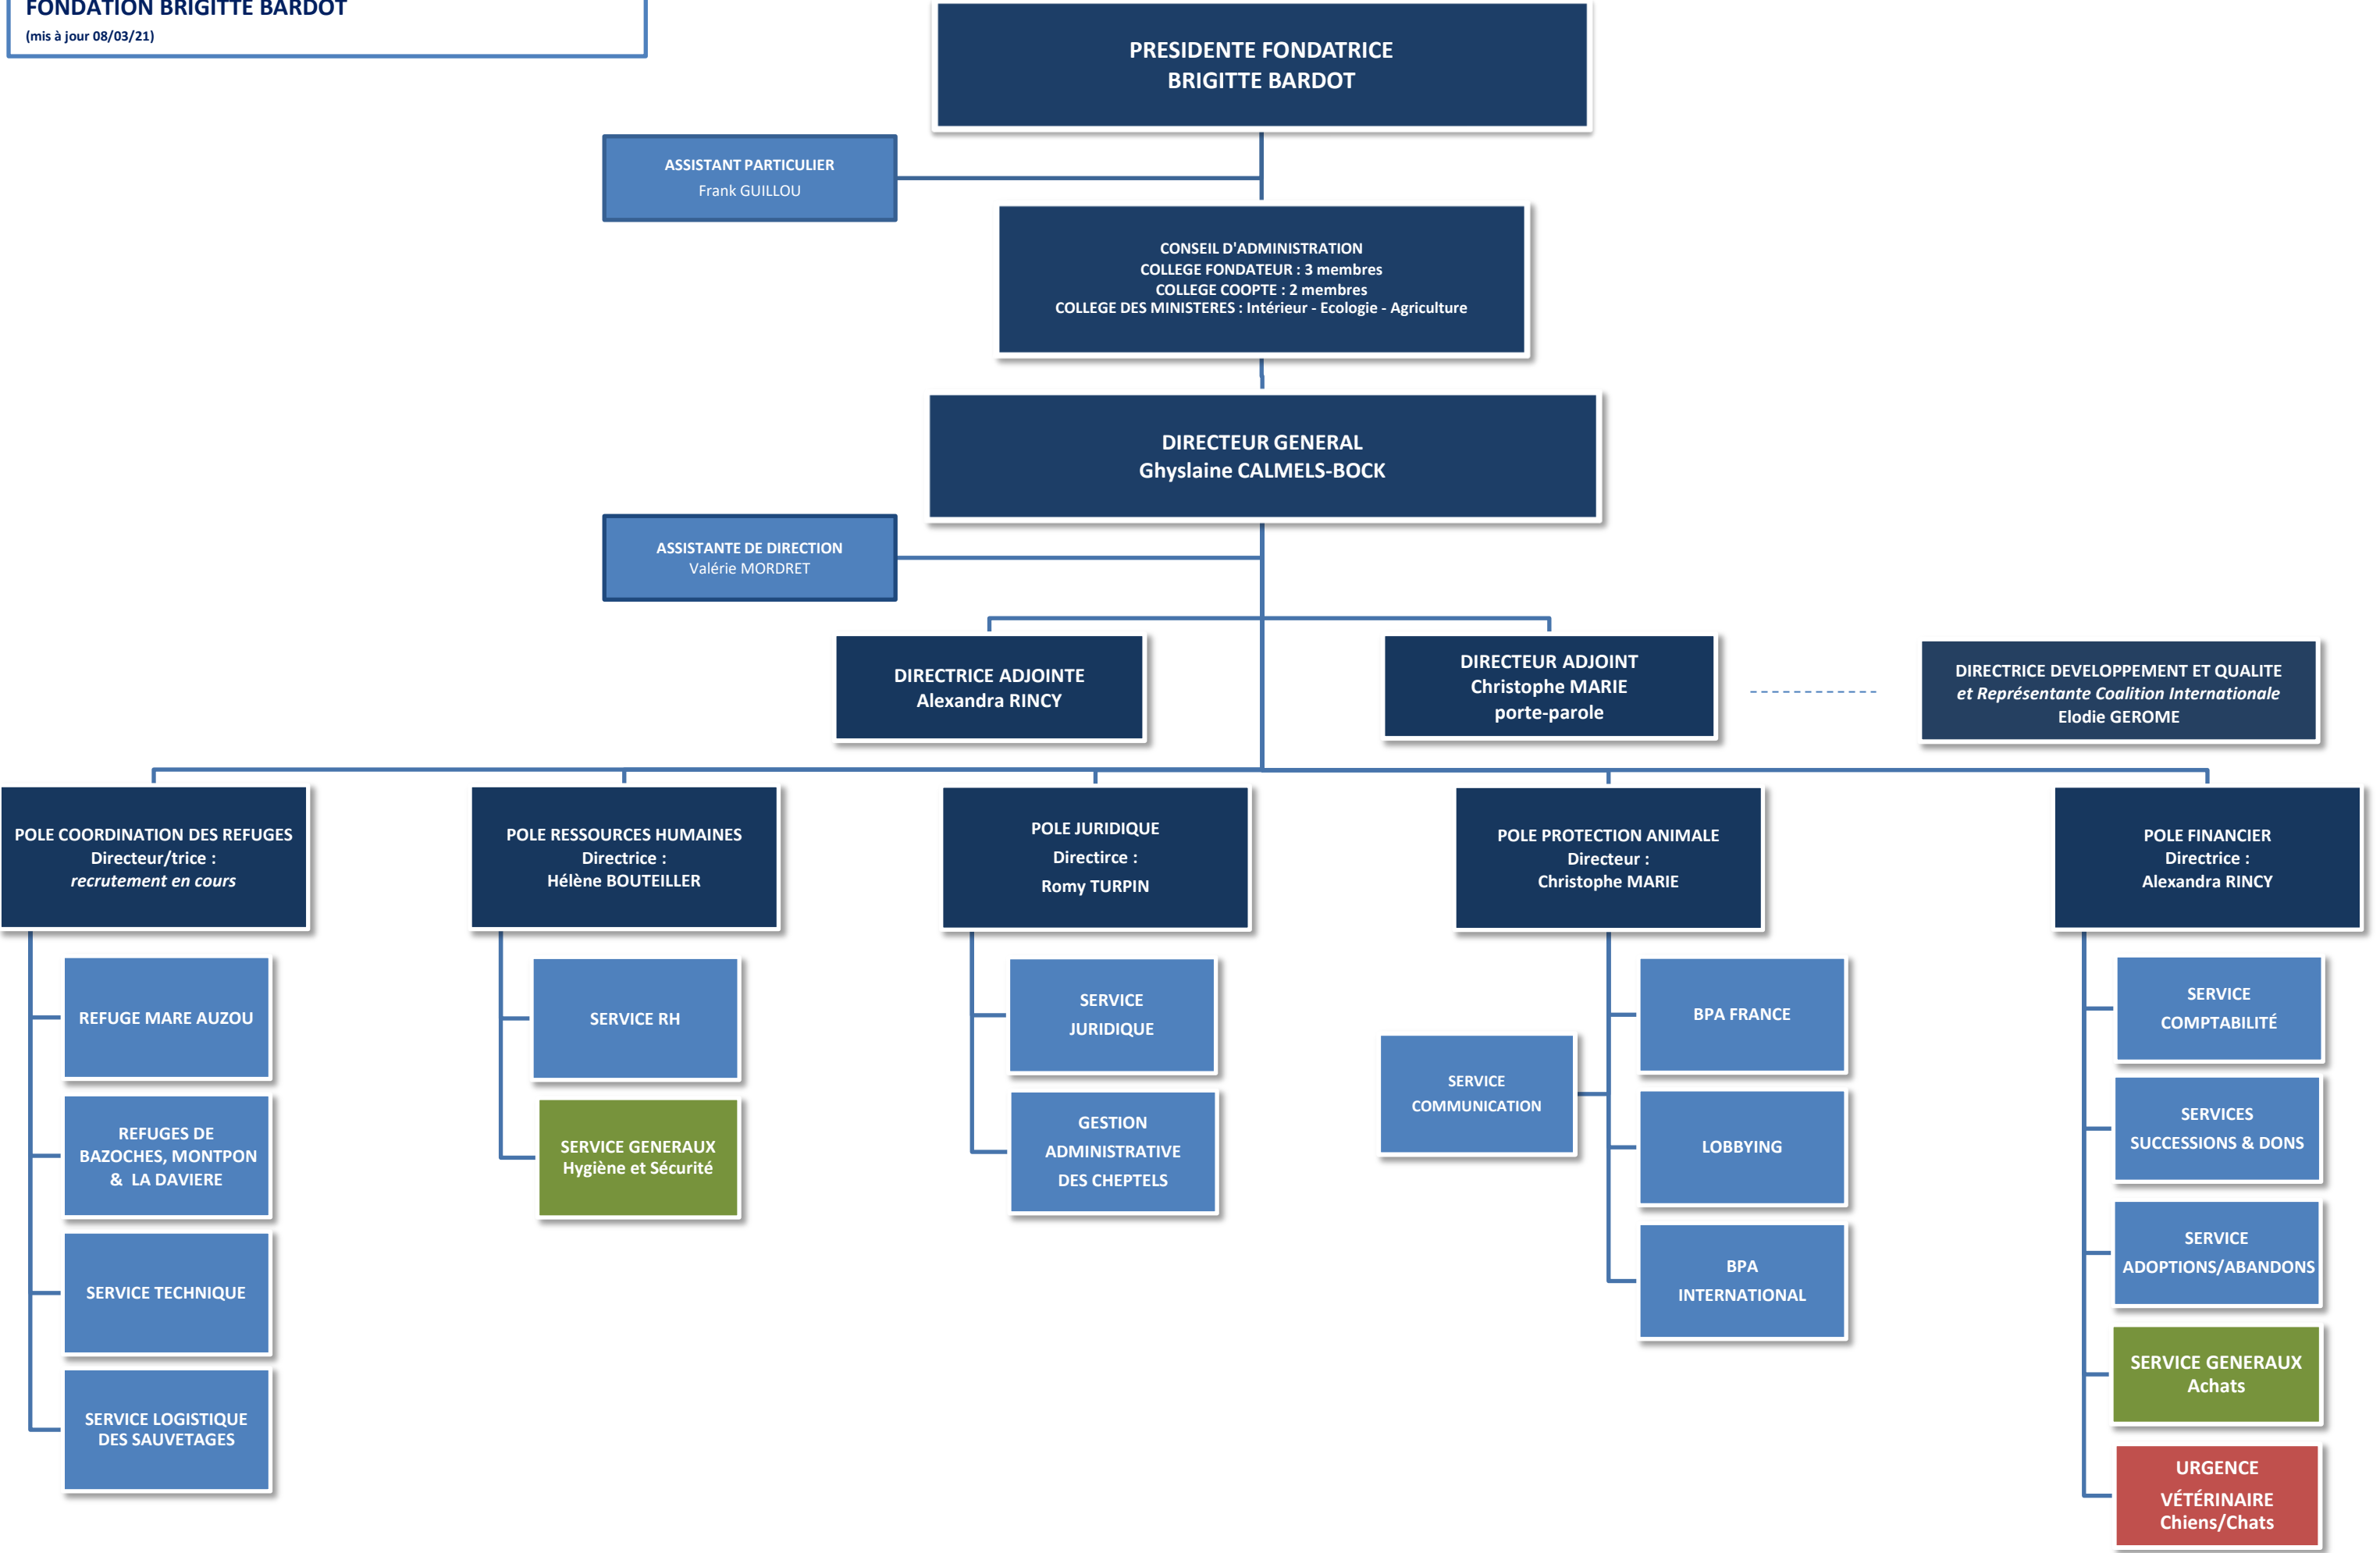 FONDATION BRIGITTE BARDOT
(mis à jour 08/03/21)
PRESIDENTE FONDATRICE
BRIGITTE BARDOT
ASSISTANT PARTICULIER
Frank GUILLOU
CONSEIL D'ADMINISTRATION
COLLEGE FONDATEUR : 3 membres
COLLEGE COOPTE : 2 membres
COLLEGE DES MINISTERES : Intérieur - Ecologie - Agriculture
DIRECTEUR GENERAL
Ghyslaine CALMELS-BOCK
ASSISTANTE DE DIRECTION
Valérie MORDRET
DIRECTRICE ADJOINTE
Alexandra RINCY
DIRECTEUR ADJOINT
Christophe MARIE
porte-parole
DIRECTRICE DEVELOPPEMENT ET QUALITE
et Représentante Coalition Internationale
Elodie GEROME
POLE COORDINATION DES REFUGES
Directeur/trice :
recrutement en cours
POLE RESSOURCES HUMAINES
Directrice :
Hélène BOUTEILLER
POLE JURIDIQUE
Directirce :
Romy TURPIN
POLE PROTECTION ANIMALE
Directeur :
Christophe MARIE
POLE FINANCIER
Directrice :
Alexandra RINCY
REFUGE MARE AUZOU
REFUGES DE
BAZOCHES, MONTPON
& LA DAVIERE
SERVICE TECHNIQUE
SERVICE LOGISTIQUE
DES SAUVETAGES
SERVICE RH
SERVICE GENERAUX
Hygiène et Sécurité
SERVICE
JURIDIQUE
GESTION
ADMINISTRATIVE
DES CHEPTELS
SERVICE
COMMUNICATION
BPA FRANCE
LOBBYING
BPA
INTERNATIONAL
SERVICE
COMPTABILITÉ
SERVICES
SUCCESSIONS & DONS
SERVICE
ADOPTIONS/ABANDONS
SERVICE GENERAUX
Achats
URGENCE
VÉTÉRINAIRE
Chiens/Chats